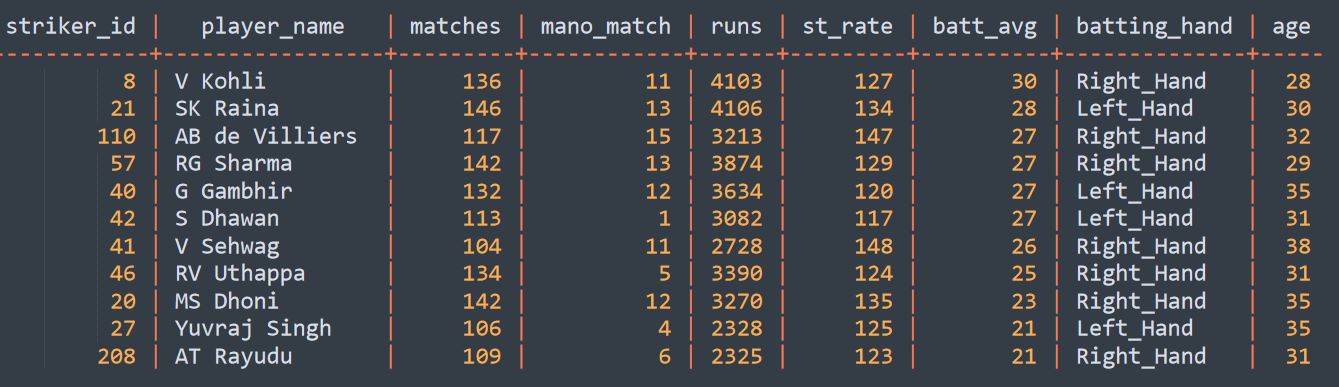 striker_id | player_name | matches | mano_match | runs | st_rate | batt_avg | batting_hand | age
------------+----------------+---------+------------+------+---------+----------+--------------+-----
8 | V Kohli | 136 | 11 | 4103 | 127 | 30 | Right_Hand | 28
21 | SK Raina | 146 | 13 | 4106 | 134 | 28 | Left_Hand | 30
110 | AB de Villiers | 117 | 15 | 3213 | 147 | 27 | Right_Hand | 32
57 | RG Sharma | 142 | 13 | 3874 | 129 | 27 | Right_Hand | 29
40 | G Gambhir | 132 | 12 | 3634 | 120 | 27 | Left_Hand | 35
42 | S Dhawan | 113 | 1 | 3082 | 117 | 27 | Left_Hand | 31
41 | V Sehwag | 104 | 11 | 2728 | 148 | 26 | Right_Hand | 38
46 | RV Uthappa | 134 | 5 | 3390 | 124 | 25 | Right_Hand | 31
20 | MS Dhoni | 142 | 12 | 3270 | 135 | 23 | Right_Hand | 35
27 | Yuvraj Singh | 106 | 4 | 2328 | 125 | 21 | Left_Hand | 35
208 | AT Rayudu | 109 | 6 | 2325 | 123 | 21 | Right_Hand | 31